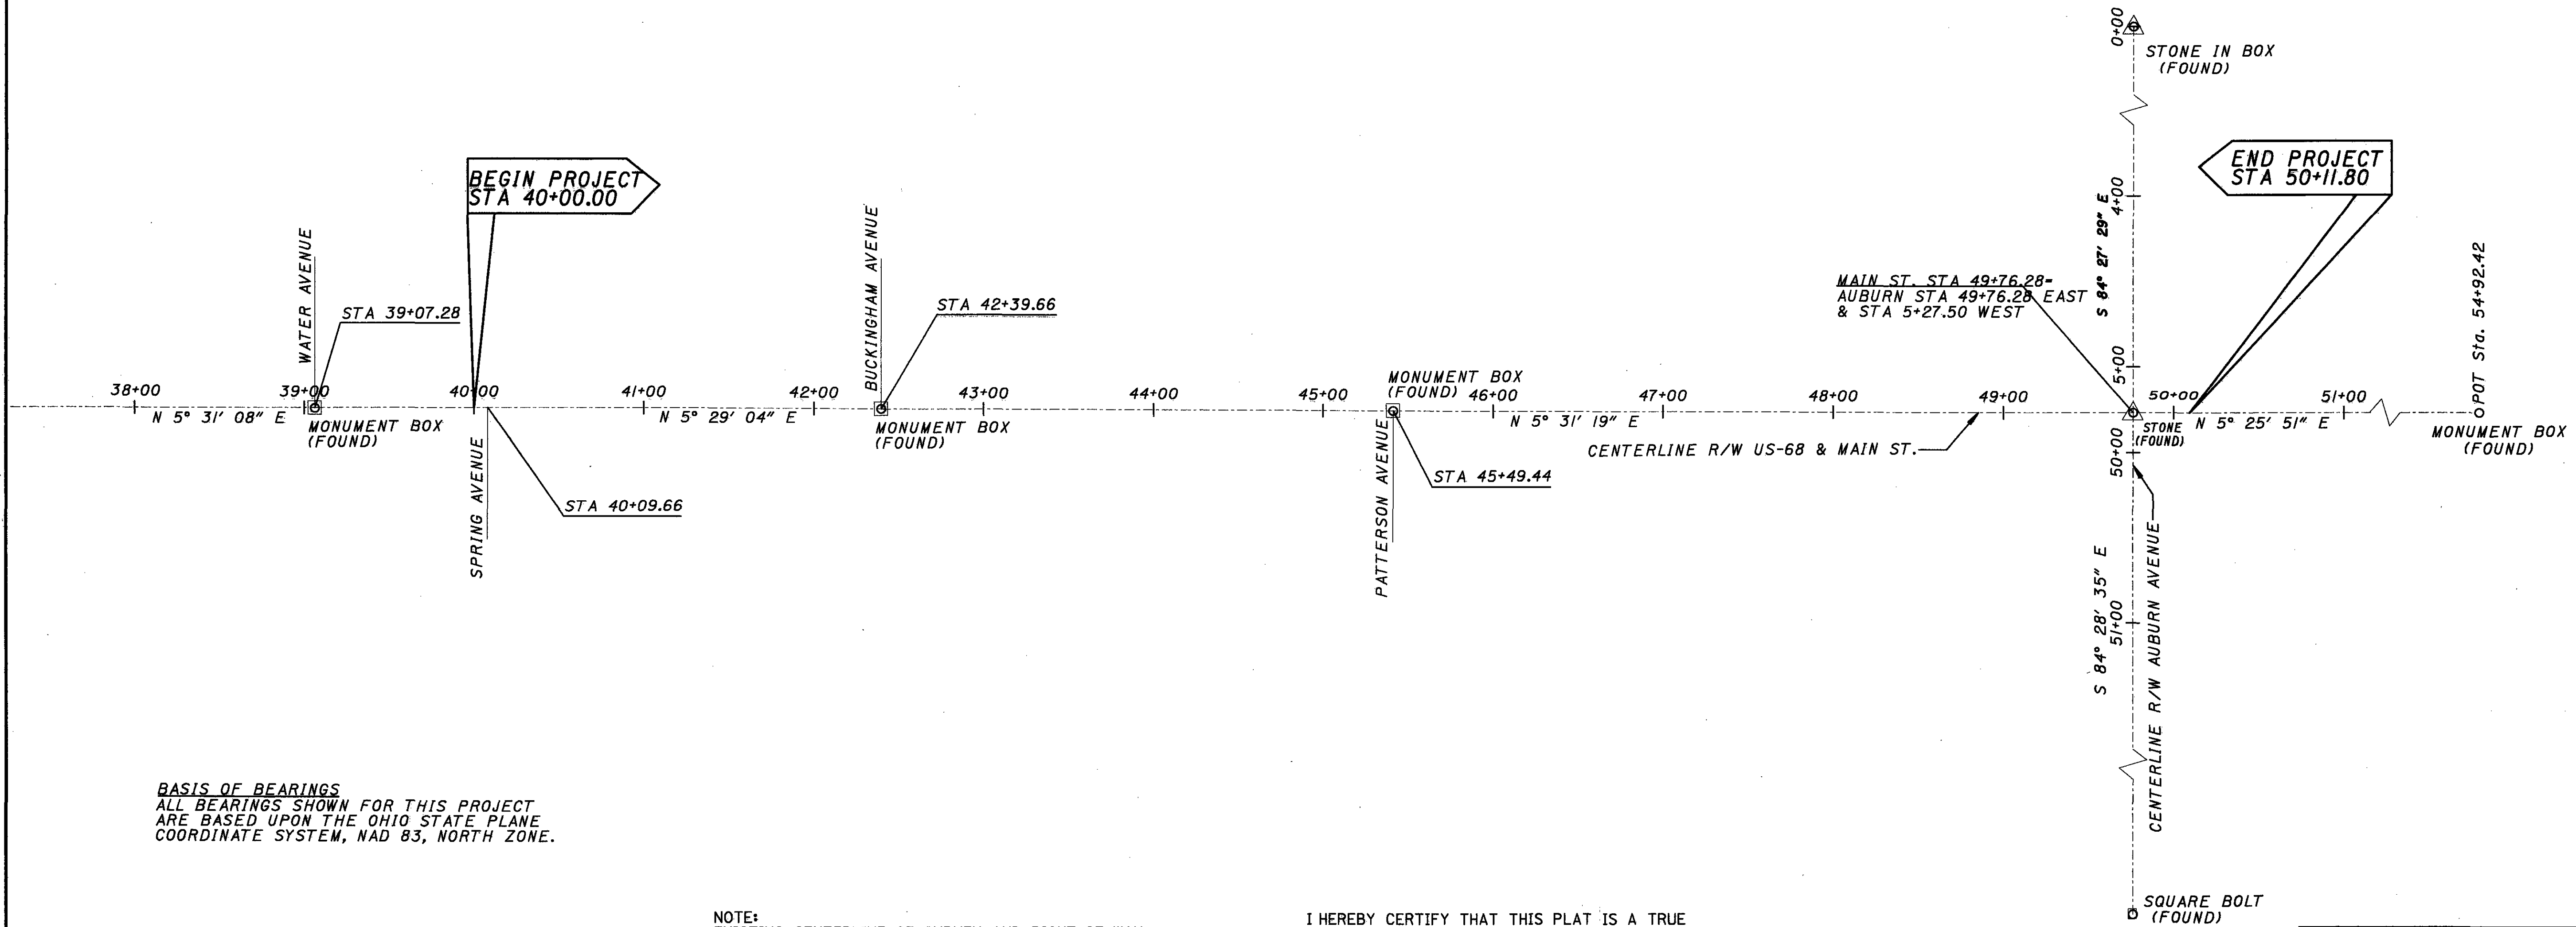 0+00
STONE IN BOX
(FOUND)
BEGIN PROJECT
STA 40+00.00
END PROJECT
STA 50+11.80
WATER AVENUE
STA 39+07.28
BUCKINGHAM AVENUE
STA 42+39.66
MAIN ST. STA 49+76.28=
AUBURN STA 49+76.28 EAST
& STA 5+27.50 WEST
S 84° 27' 29" E
4+00
5+00
POT Sta. 54+92.42
38+00
39+00
40+00
41+00
42+00
43+00
44+00
45+00
46+00
47+00
48+00
49+00
50+00
51+00
N 5° 31' 08" E
MONUMENT BOX
(FOUND)
N 5° 29' 04" E
MONUMENT BOX
(FOUND)
MONUMENT BOX
(FOUND)
N 5° 31' 19" E
CENTERLINE R/W US-68 & MAIN ST.
STONE
(FOUND)
N 5° 25' 51" E
MONUMENT BOX
(FOUND)
SPRING AVENUE
STA 40+09.66
PATTERSON AVENUE
STA 45+49.44
50+00
S 84° 28' 35" E
51+00
CENTERLINE R/W AUBURN AVENUE
SQUARE BOLT
(FOUND)
BASIS OF BEARINGS
ALL BEARINGS SHOWN FOR THIS PROJECT
ARE BASED UPON THE OHIO STATE PLANE
COORDINATE SYSTEM, NAD 83, NORTH ZONE.
NOTE:
I HEREBY CERTIFY THAT THIS PLAT IS A TRUE